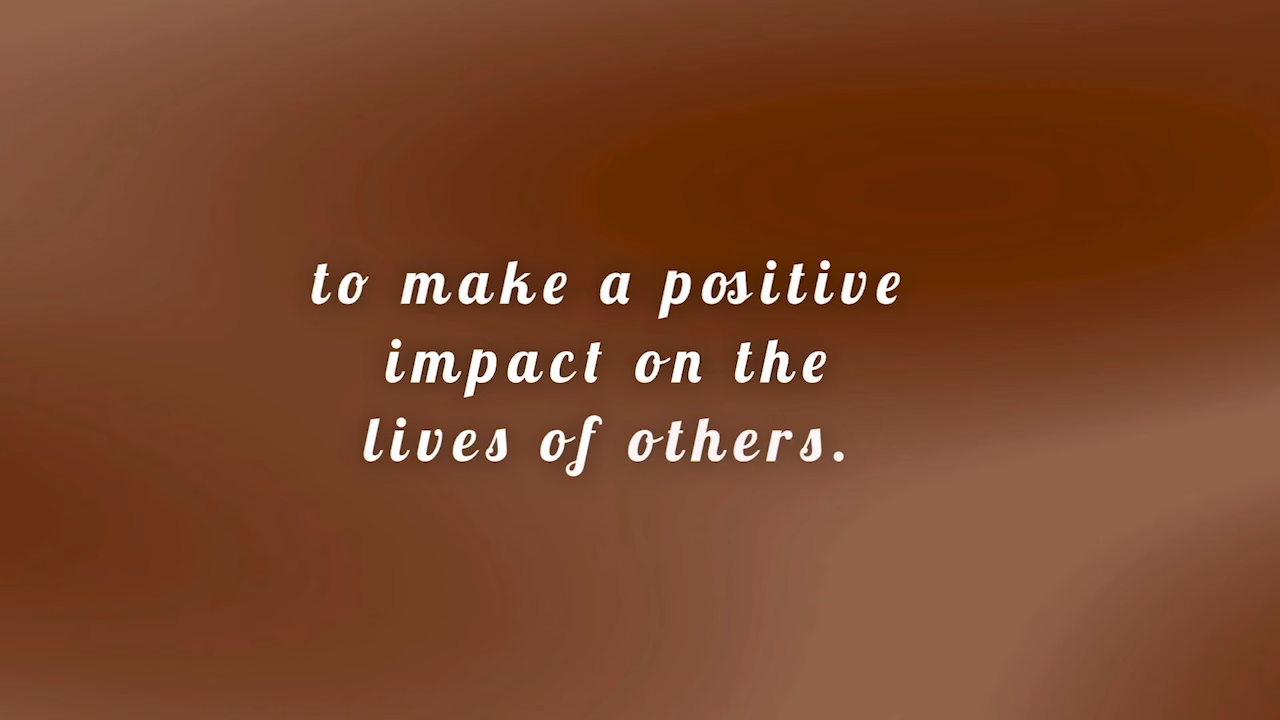 to make a positive
impact on the
lives of others.